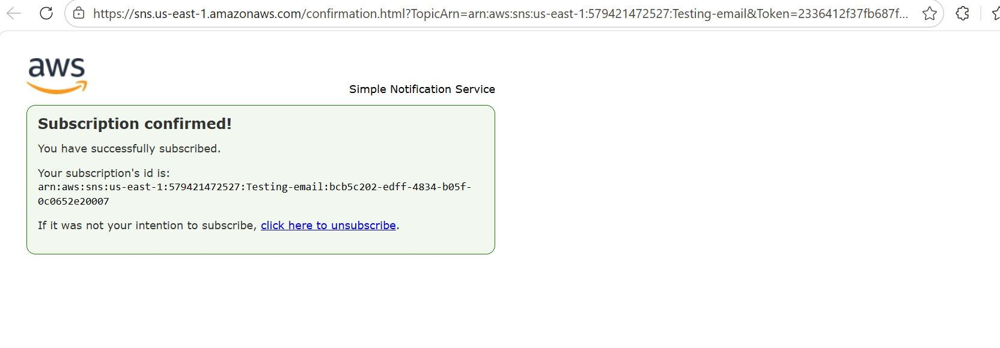 https://sns.us-east-1.amazonaws.com/confirmation.html?TopicArn=arn:aws:sns:us-east-1:579421472527:Testing-email&Token=2336412f37fb687f...
aws
Simple Notification Service
Subscription confirmed!
You have successfully subscribed.
Your subscription's id is:
arn:aws:sns:us-east-1:579421472527:Testing-email:bcb5c202-edff-4834-b05f-
0c0652e20007
If it was not your intention to subscribe, click here to unsubscribe.